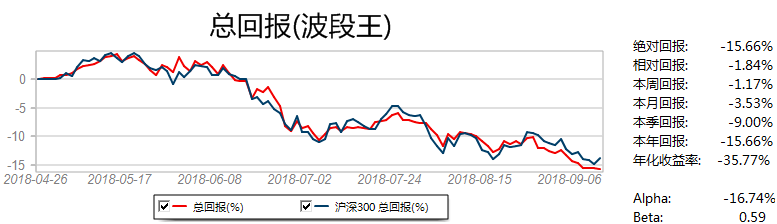 总回报(波段王)
0
-5
-10
-15
2018-04-26 2018-05-17 2018-06-08 2018-07-02 2018-07-24 2018-08-15 2018-09-06
总回报(%) 沪深300 总回报(%)
绝对回报: -15.66%
相对回报: -1.84%
本周回报: -1.17%
本月回报: -3.53%
本季回报: -9.00%
本年回报: -15.66%
年化收益率: -35.77%
Alpha: -16.74%
Beta: 0.59